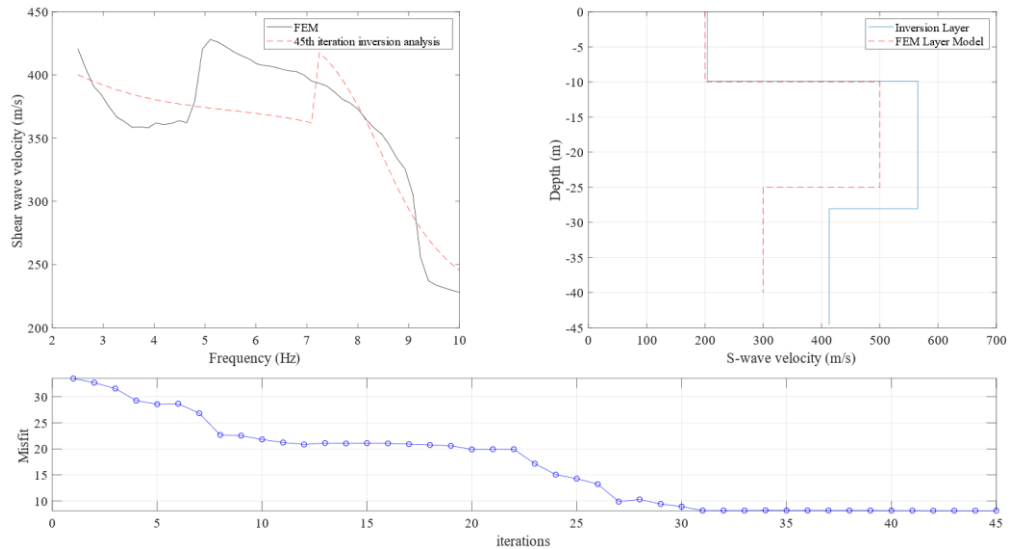 450
400
350
300
250
200
Shear wave velocity (m/s)
FEM
45th iteration inversion analysis
2 3 4 5 6 7 8 9 10
Frequency (Hz)
0
-5
-10
-15
-20
-25
-30
-35
-40
-45
Depth (m)
Inversion Layer
FEM Layer Model
0 100 200 300 400 500 600 700
S-wave velocity (m/s)
30
25
20
15
10
Misfit
0 5 10 15 20 25 30 35 40 45
iterations